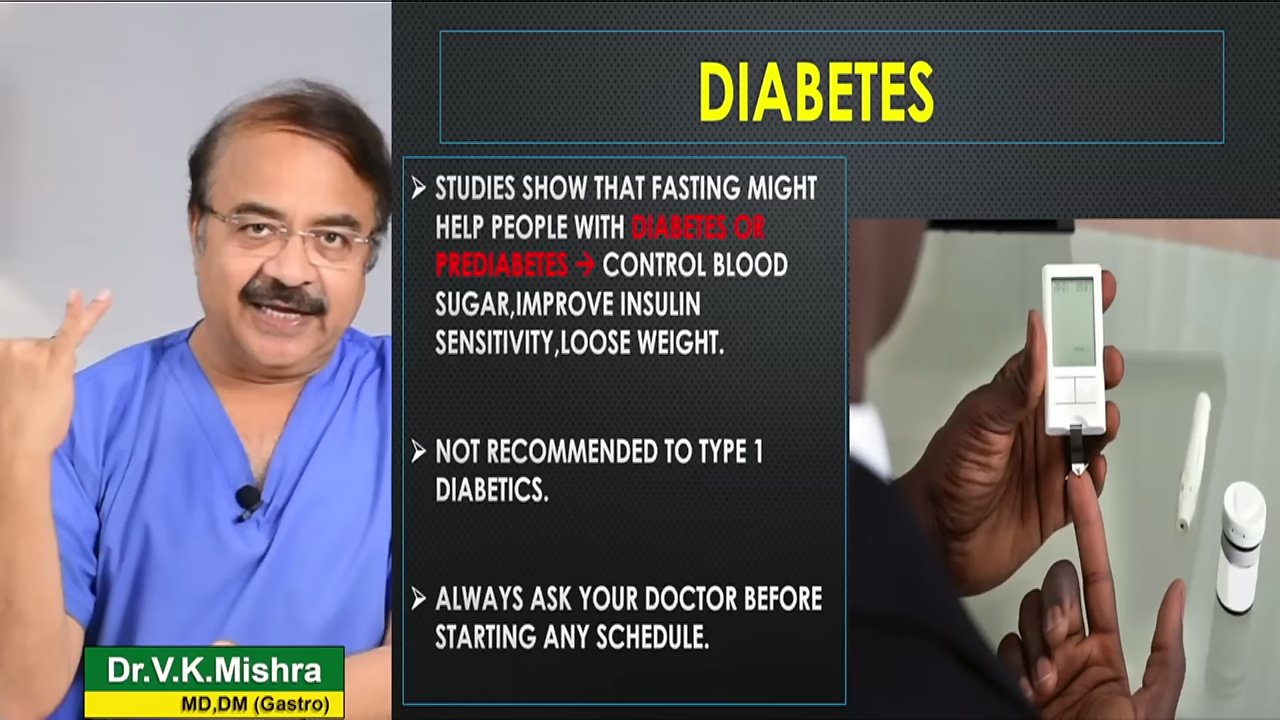 DIABETES
➢ STUDIES SHOW THAT FASTING MIGHT
HELP PEOPLE WITH DIABETES OR
PREDIABETES → CONTROL BLOOD
SUGAR,IMPROVE INSULIN
SENSITIVITY,LOOSE WEIGHT.
➢ NOT RECOMMENDED TO TYPE 1
DIABETICS.
➢ ALWAYS ASK YOUR DOCTOR BEFORE
STARTING ANY SCHEDULE.
Dr.V.K.Mishra
MD,DM (Gastro)